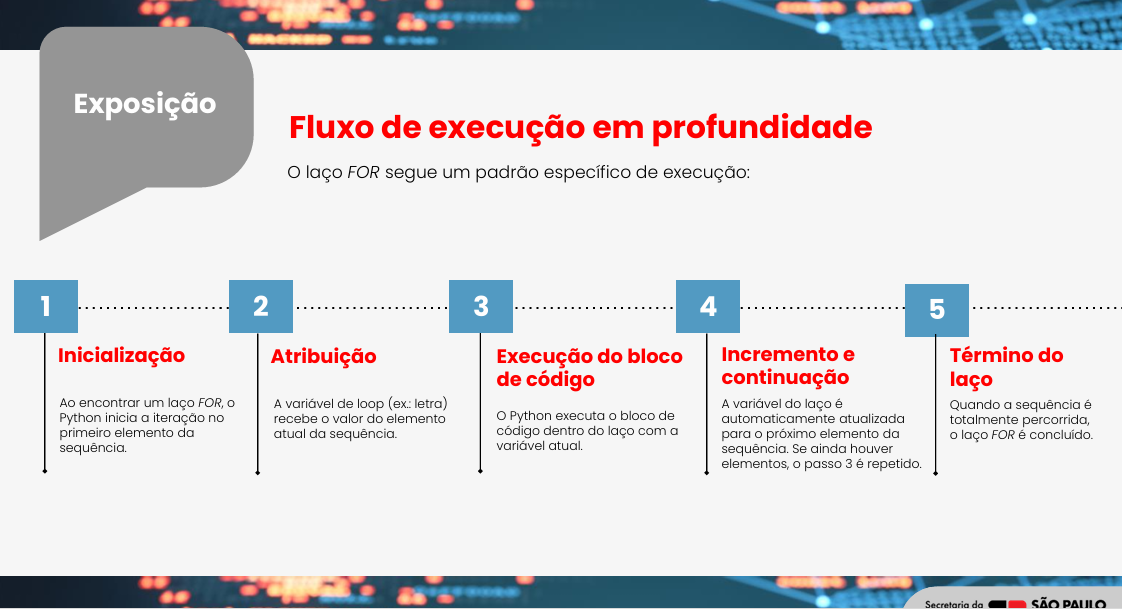 HACKED
Exposição
Fluxo de execução em profundidade
O laço FOR segue um padrão específico de execução:
1
2
3
4
5
Inicialização
Ao encontrar um laço FOR, o
Python inicia a iteração no
primeiro elemento da
sequência.
Atribuição
A variável de loop (ex.: letra)
recebe o valor do elemento
atual da sequência.
Execução do bloco
de código
O Python executa o bloco de
código dentro do laço com a
variável atual.
Incremento e
continuação
A variável do laço é
automaticamente atualizada
para o próximo elemento da
sequência. Se ainda houver
elementos, o passo 3 é repetido.
Término do
laço
Quando a sequência é
totalmente percorrida,
o laço FOR é concluído.
Secretaria da
SÃO PAULO